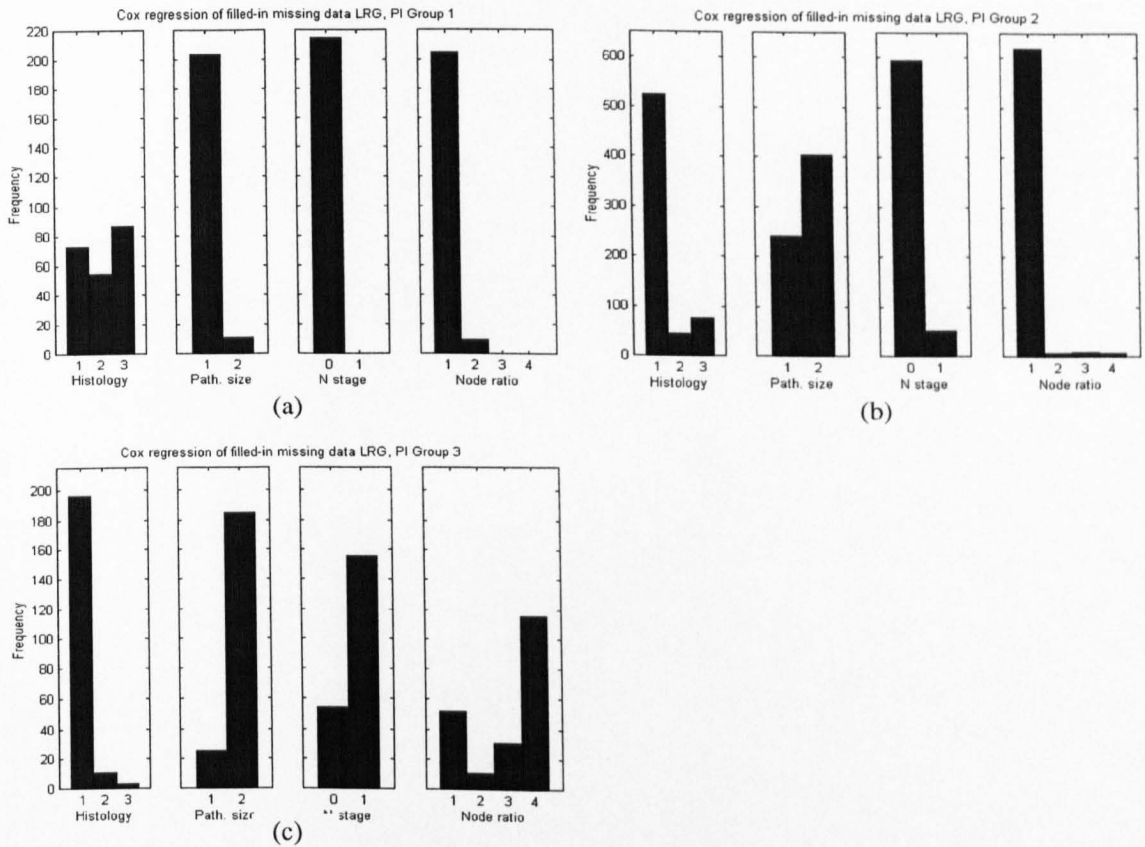 Cox regression of filled-in missing data LRG, PI Group 1
Frequency
220
200
180
160
140
120
100
80
60
40
20
0
1 2 3
Histology
1 2
Path. size
0 1
N stage
1 2 3 4
Node ratio
(a)
Cox regression of filled-in missing data LRG, PI Group 2
Frequency
600
500
400
300
200
100
0
1 2 3
Histology
1 2
Path. size
0 1
N stage
1 2 3 4
Node ratio
(b)
Cox regression of filled-in missing data LRG, PI Group 3
Frequency
200
180
160
140
120
100
80
60
40
20
0
1 2 3
Histology
1 2
Path. size
0 1
N stage
1 2 3 4
Node ratio
(c)